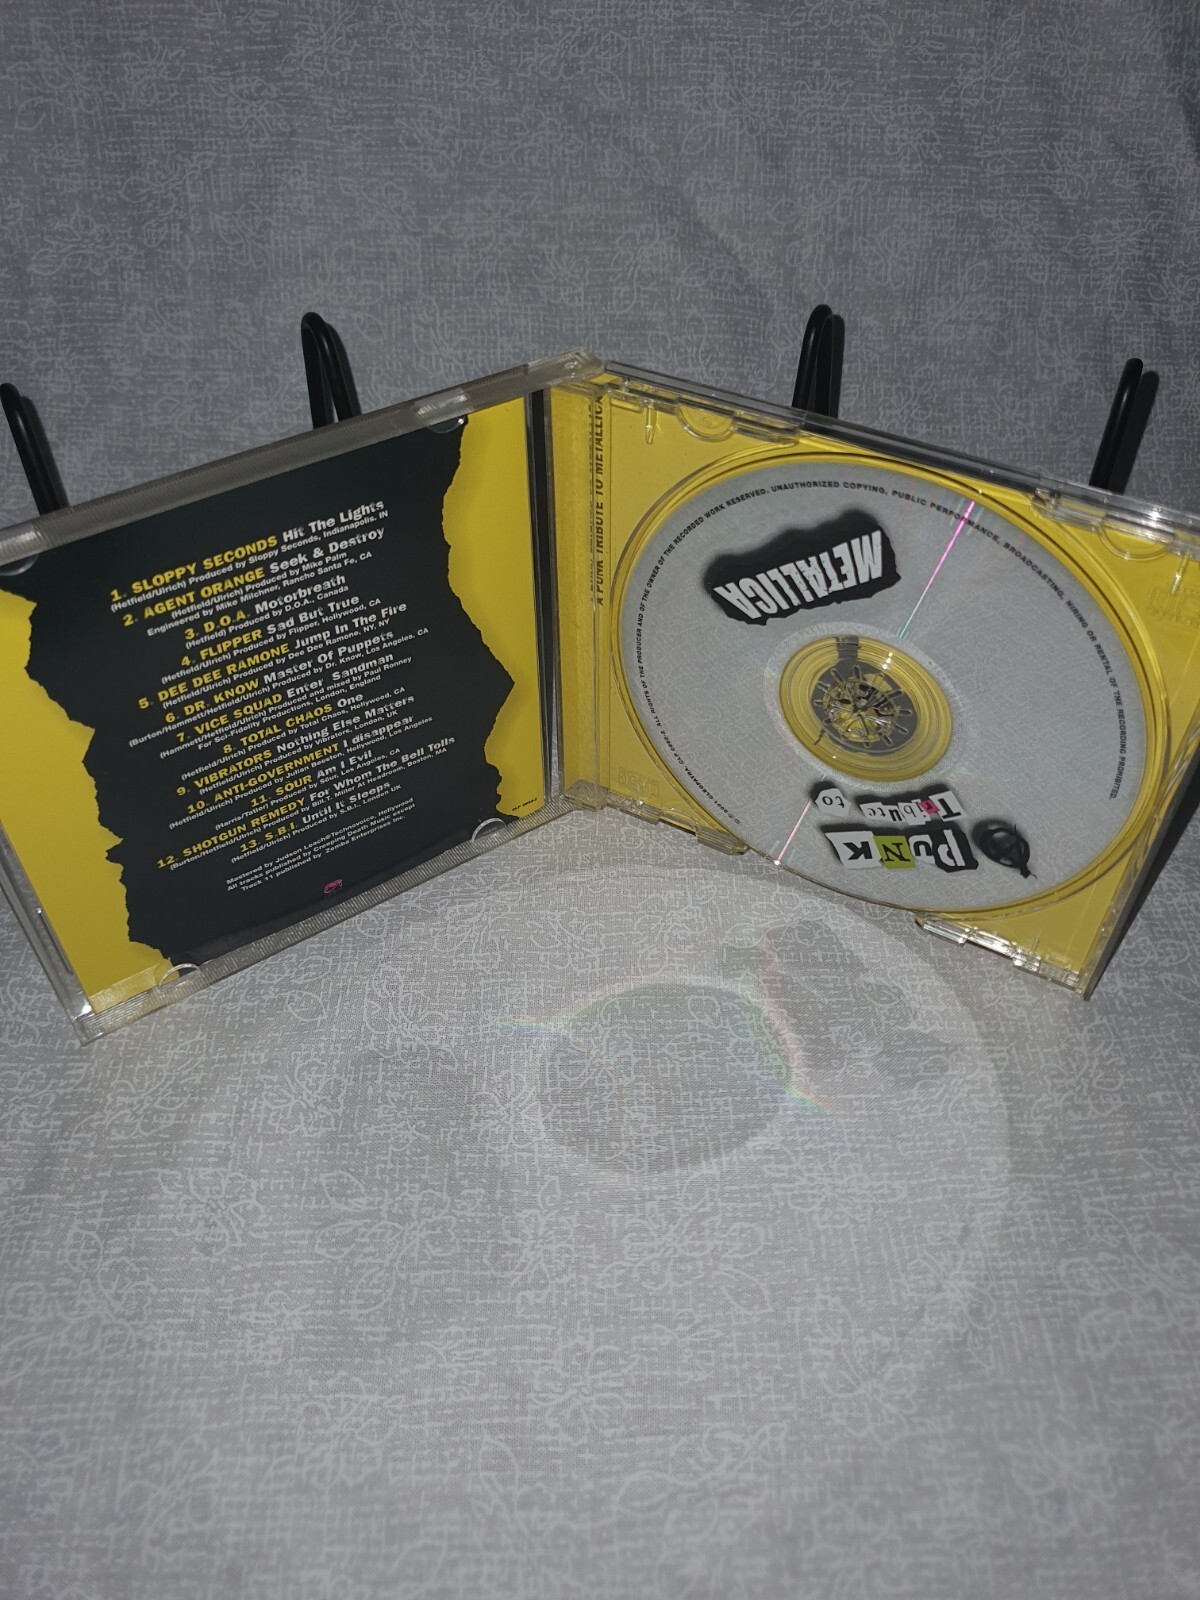 1. SLOPPY SECONDS Hit The Lights
(Hetfield/Ulrich) Produced by Sloppy Seconds, Indianapolis, IN
2. AGENT ORANGE Seek & Destroy
(Hetfield/Ulrich) Produced by Mike Palm
Engineered by Mike Milchner, Rancho Santa Fe, CA
3. D.O.A. Motorbreath
(Hetfield) Produced by D.O.A. Canada
4. FLIPPER Sad But True
(Hetfield/Ulrich) Produced by Flipper, Hollywood, CA
5. DEE DEE RAMONE Jump In The Fire
(Hetfield/Ulrich) Produced by Dee Dee Ramone, NY, NY
6. DR. KNOW Master Of Puppets
(Burton/Hammett/Hetfield/Ulrich) Produced by Dr. Know, Los Angeles, CA
7. VICE SQUAD Enter Sandman
(Hammett/Hetfield/Ulrich) Produced and mixed by Paul Ronney
For Sci-Fidelity Productions, London, England
8. TOTAL CHAOS One
(Hetfield/Ulrich) Produced by Total Chaos, Hollywood, CA
9. VIBRATORS Nothing Else Matters
(Hetfield/Ulrich) Produced by Vibrators, London, UK
10. ANTI-GOVERNMENT I disappear
(Hetfield/Ulrich) Produced by Julian Beeston, Hollywood, Los Angeles
11. SOUR Am I Evil
(Harris/Tatler) Produced by Sour, Los Angeles, CA
12. SHOTGUN REMEDY For Whom The Bell Tolls
(Burton/Hetfield/Ulrich) Produced by Bill T. Miller At Headroom, Boston, MA
13. S.B.I. Until It Sleeps
(Hetfield/Ulrich) Produced by S.B.I., London UK
Mastered by Judson Leach@Technovoice, Hollywood
All tracks published by Creeping Death Music except
Track 11 published by Zomba Enterprises Inc.
A PUNK TRIBUTE TO METALLICA
METALLICA
PUNK
Tribute to
ALL RIGHTS OF THE PRODUCER AND OF THE OWNER OF THE RECORDED WORK RESERVED. UNAUTHORIZED COPYING, PUBLIC PERFORMANCE, BROADCASTING, HIRING OR RENTAL OF THE RECORDING PROHIBITED.